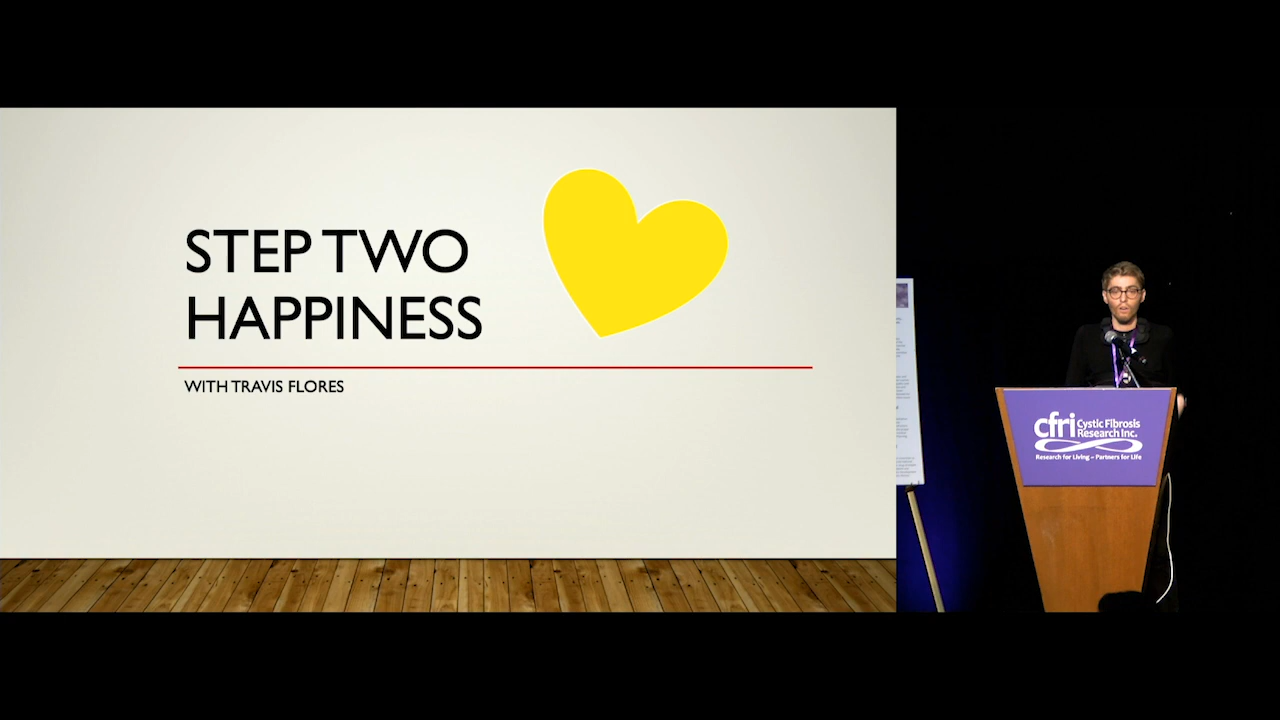 STEP TWO
HAPPINESS
WITH TRAVIS FLORES
cfri Cystic Fibrosis
Research Inc.
Research for Living ~ Partners for Life